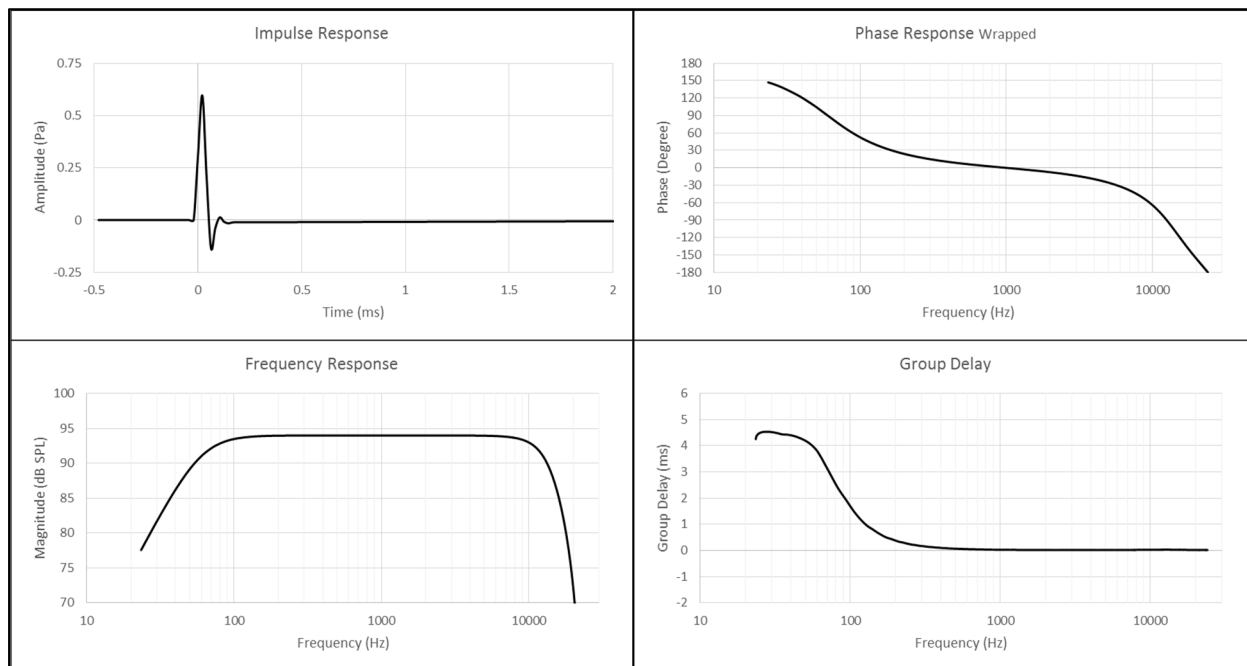 Impulse Response
Amplitude (Pa)
0.75
0.5
0.25
0
-0.25
-0.5 0 0.5 1 1.5 2
Time (ms)
Phase Response Wrapped
Phase (Degree)
180
150
120
90
60
30
0
-30
-60
-90
-120
-150
-180
10 100 1000 10000
Frequency (Hz)
Frequency Response
Magnitude (dB SPL)
100
95
90
85
80
75
70
10 100 1000 10000
Frequency (Hz)
Group Delay
Group Delay (ms)
6
5
4
3
2
1
0
-1
-2
10 100 1000 10000
Frequency (Hz)